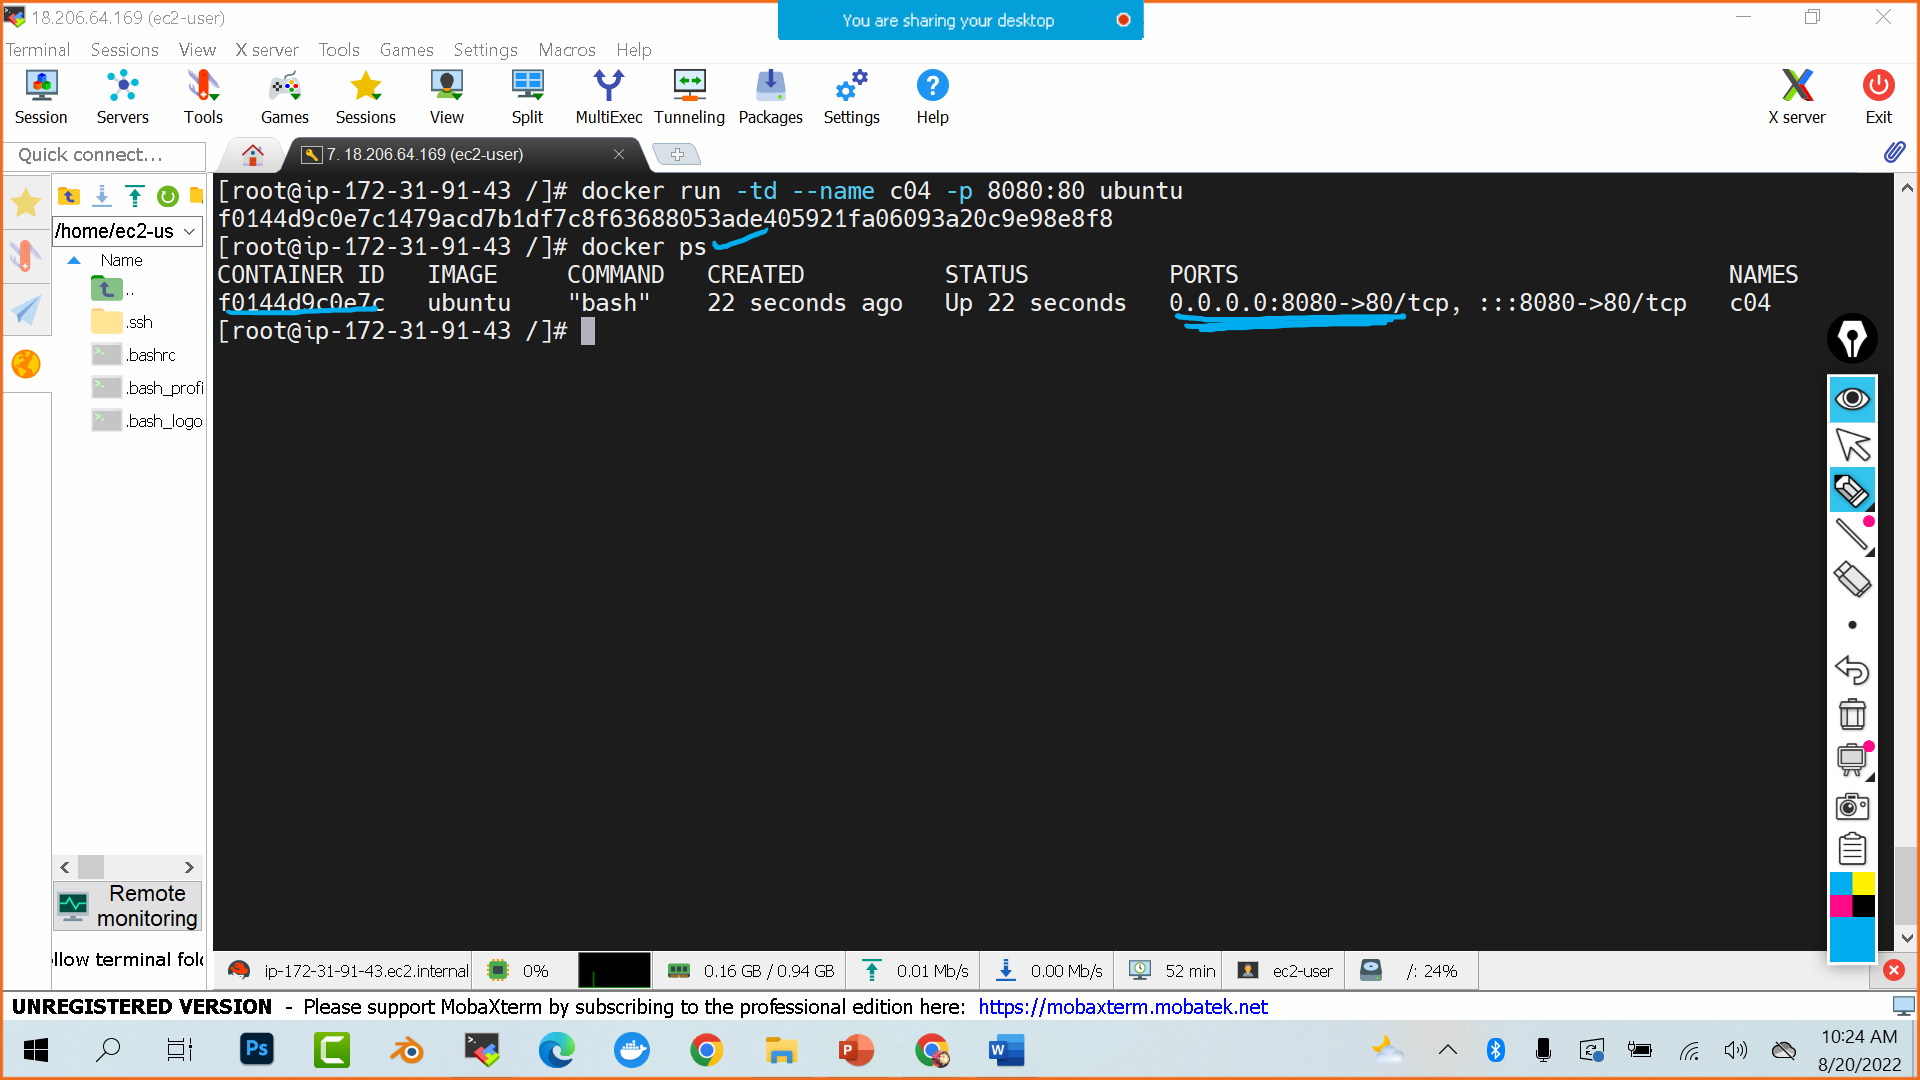 18.206.64.169 (ec2-user)
You are sharing your desktop
Terminal Sessions View X server Tools Games Settings Macros Help
Session Servers Tools Games Sessions View Split MultiExec Tunneling Packages Settings Help X server Exit
Quick connect...
7. 18.206.64.169 (ec2-user)
/home/ec2-us
Name
..
.ssh
.bashrc
.bash_profi
.bash_logo
[root@ip-172-31-91-43 /]# docker run -td --name c04 -p 8080:80 ubuntu
f0144d9c0e7c1479acd7b1df7c8f63688053ade405921fa06093a20c9e98e8f8
[root@ip-172-31-91-43 /]# docker ps
CONTAINER ID IMAGE COMMAND CREATED STATUS PORTS NAMES
f0144d9c0e7c ubuntu "bash" 22 seconds ago Up 22 seconds 0.0.0.0:8080->80/tcp, :::8080->80/tcp c04
[root@ip-172-31-91-43 /]#
Remote
monitoring
llow terminal fol
ip-172-31-91-43.ec2.internal 0% 0.16 GB / 0.94 GB 0.01 Mb/s 0.00 Mb/s 52 min ec2-user /: 24%
UNREGISTERED VERSION - Please support MobaXterm by subscribing to the professional edition here: https://mobaxterm.mobatek.net
Ps
P
W
10:24 AM
8/20/2022